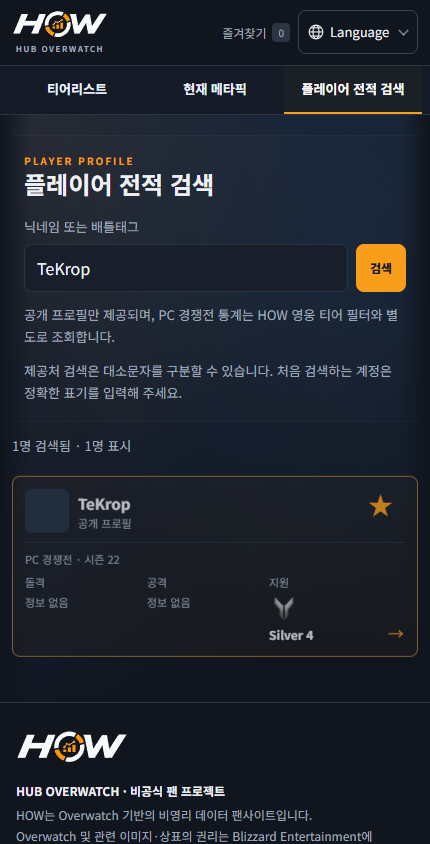 HOW
HUB OVERWATCH
즐겨찾기 0
Language
티어리스트
현재 메타픽
플레이어 전적 검색
PLAYER PROFILE
플레이어 전적 검색
닉네임 또는 배틀태그
TeKrop
검색
공개 프로필만 제공되며, PC 경쟁전 통계는 HOW 영웅 티어 필터와 별
도로 조회합니다.
제공처 검색은 대소문자를 구분할 수 있습니다. 처음 검색하는 계정은
정확한 표기를 입력해 주세요.
1명 검색됨 · 1명 표시
TeKrop
공개 프로필
PC 경쟁전 · 시즌 22
돌격 공격 지원
정보 없음 정보 없음
Silver 4
HOW
HUB OVERWATCH · 비공식 팬 프로젝트
HOW는 Overwatch 기반의 비영리 데이터 팬사이트입니다.
Overwatch 및 관련 이미지·상표의 권리는 Blizzard Entertainment에